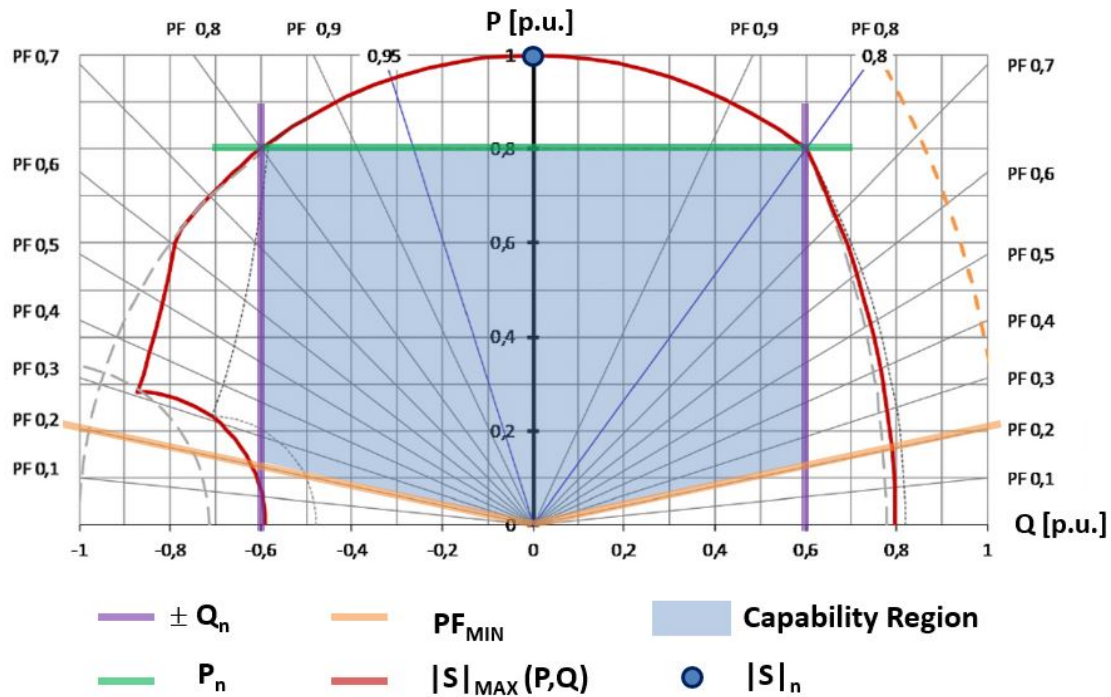 P [p.u.]
PF 0,8
PF 0,9
PF 0,9
PF 0,8
PF 0,7
0,95
1
0,8
PF 0,7
PF 0,6
0,8
PF 0,6
PF 0,5
0,6
PF 0,5
PF 0,4
0,4
PF 0,4
PF 0,3
PF 0,3
PF 0,2
0,2
PF 0,2
PF 0,1
PF 0,1
0
Q [p.u.]
-1
-0,8
-0,6
-0,4
-0,2
0
0,2
0,4
0,6
0,8
1
± Qn
PFMIN
Capability Region
Pn
|S|MAX (P,Q)
|S|n